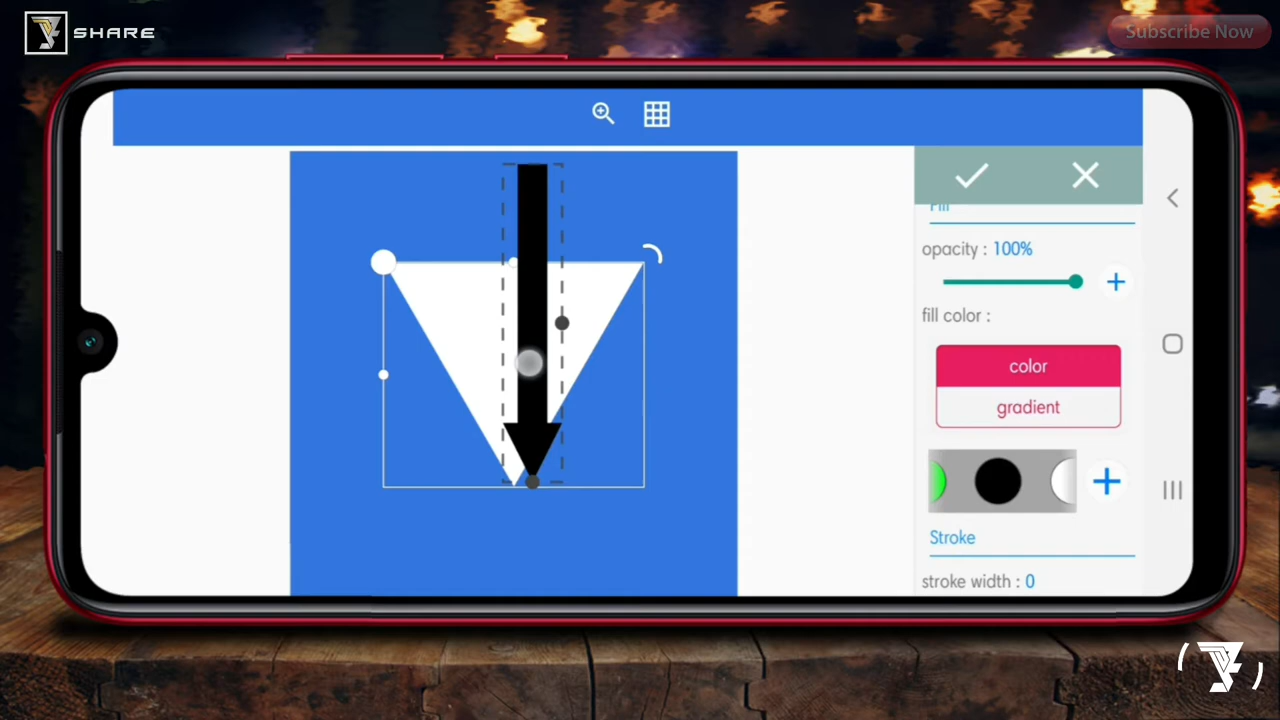 SHARE
Subscribe Now
Fill
opacity : 100%
fill color :
color
gradient
Stroke
stroke width : 0